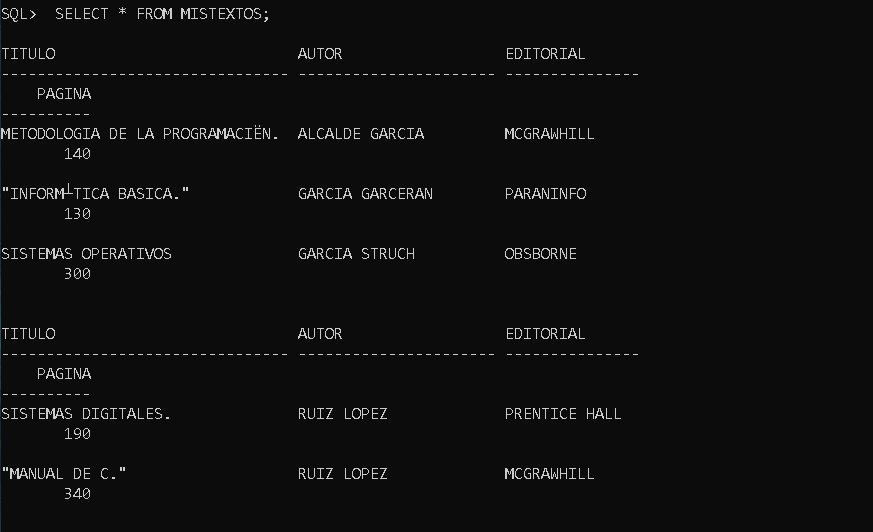 SQL>  SELECT * FROM MISTEXTOS;
TITULO                           AUTOR                  EDITORIAL
-------------------------------- ---------------------- ---------------
    PAGINA
----------
METODOLOGIA DE LA PROGRAMACIËN.  ALCALDE GARCIA         MCGRAWHILL
       140
"INFORM┴TICA BASICA."            GARCIA GARCERAN        PARANINFO
       130
SISTEMAS OPERATIVOS              GARCIA STRUCH          OBSBORNE
       300
TITULO                           AUTOR                  EDITORIAL
-------------------------------- ---------------------- ---------------
    PAGINA
----------
SISTEMAS DIGITALES.              RUIZ LOPEZ             PRENTICE HALL
       190
"MANUAL DE C."                   RUIZ LOPEZ             MCGRAWHILL
       340